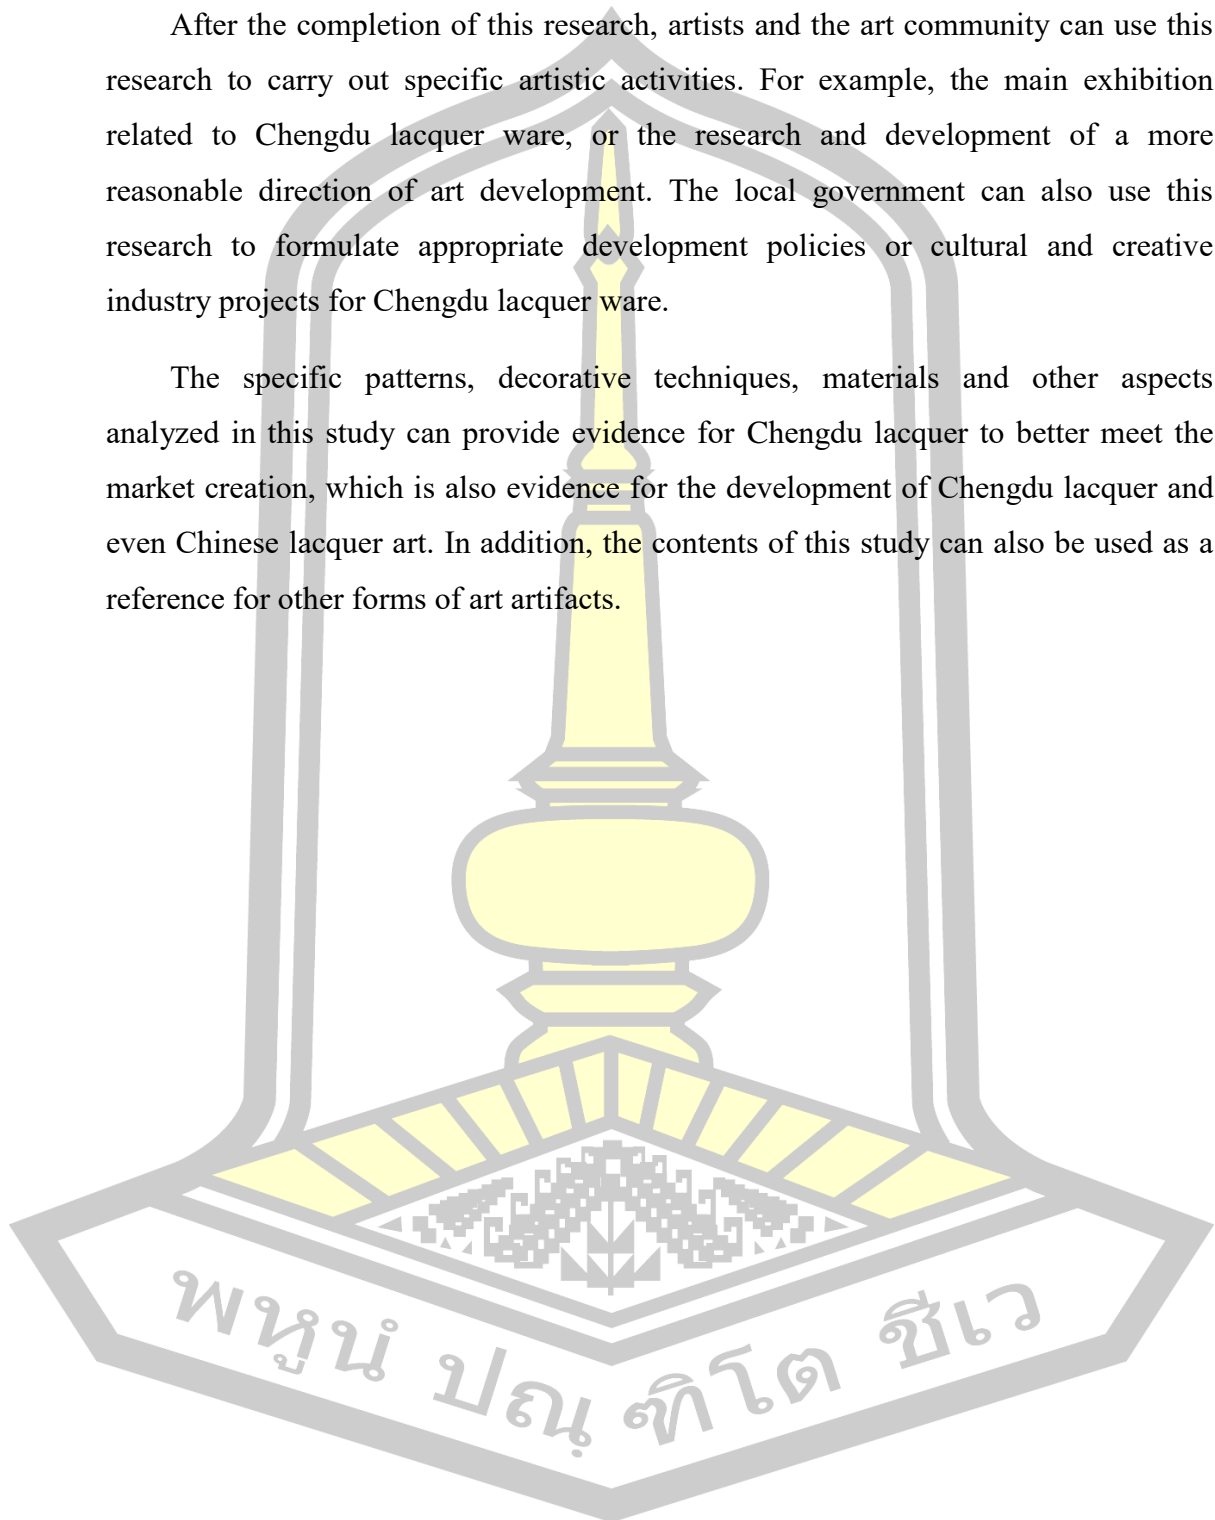 After the completion of this research, artists and the art community can use this
research to carry out specific artistic activities. For example, the main exhibition
related to Chengdu lacquer ware, or the research and development of a more
reasonable direction of art development. The local government can also use this
research to formulate appropriate development policies or cultural and creative
industry projects for Chengdu lacquer ware.
The specific patterns, decorative techniques, materials and other aspects
analyzed in this study can provide evidence for Chengdu lacquer to better meet the
market creation, which is also evidence for the development of Chengdu lacquer and
even Chinese lacquer art. In addition, the contents of this study can also be used as a
reference for other forms of art artifacts.
พหูนํ ปณฺ ฑิโต ชีเว